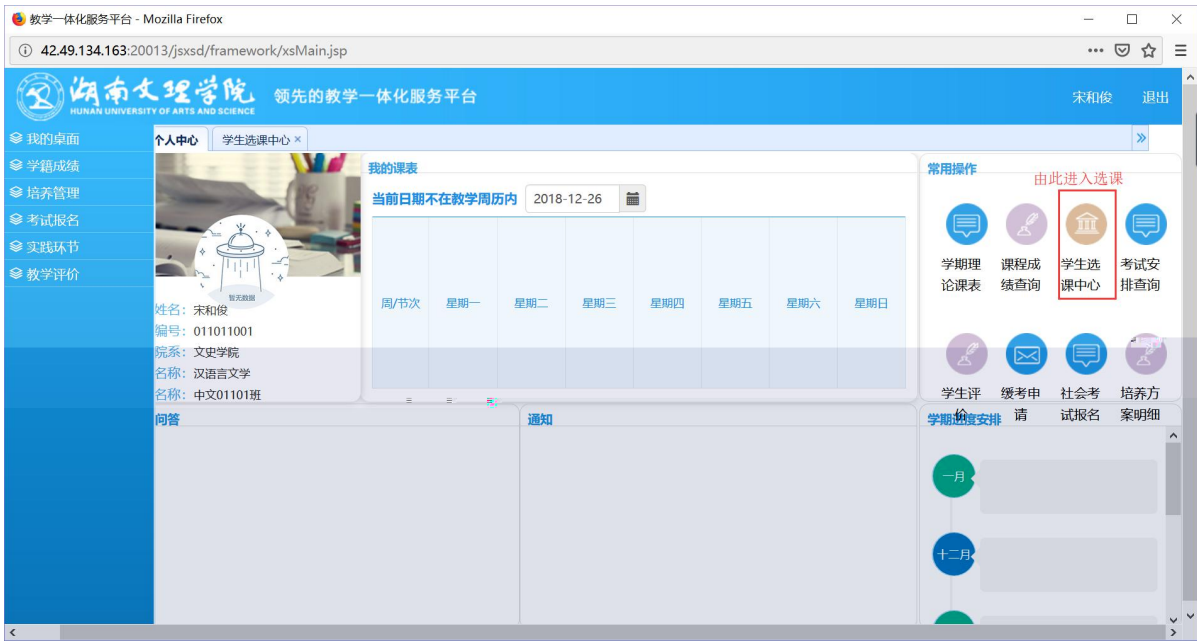 教学一体化服务平台 - Mozilla Firefox
42.49.134.163:20013/jsxsd/framework/xsMain.jsp
湖南文理学院
HUNAN UNIVERSITY OF ARTS AND SCIENCE
领先的教学一体化服务平台
宋和俊 退出
我的桌面
学籍成绩
培养管理
考试报名
实践环节
教学评价
个人中心 学生选课中心 ×
暂无数据
姓名：宋和俊
编号：011011001
院系：文史学院
名称：汉语言文学
名称：中文01101班
我的课表
当前日期不在教学周历内 2018-12-26
周/节次 星期一 星期二 星期三 星期四 星期五 星期六 星期日
常用操作
由此进入选课
学期理论课表
课程成绩查询
学生选课中心
考试安排查询
学生评价
缓考申请
社会考试报名
培养方案明细
问答
通知
学期进度安排
一月
十二月